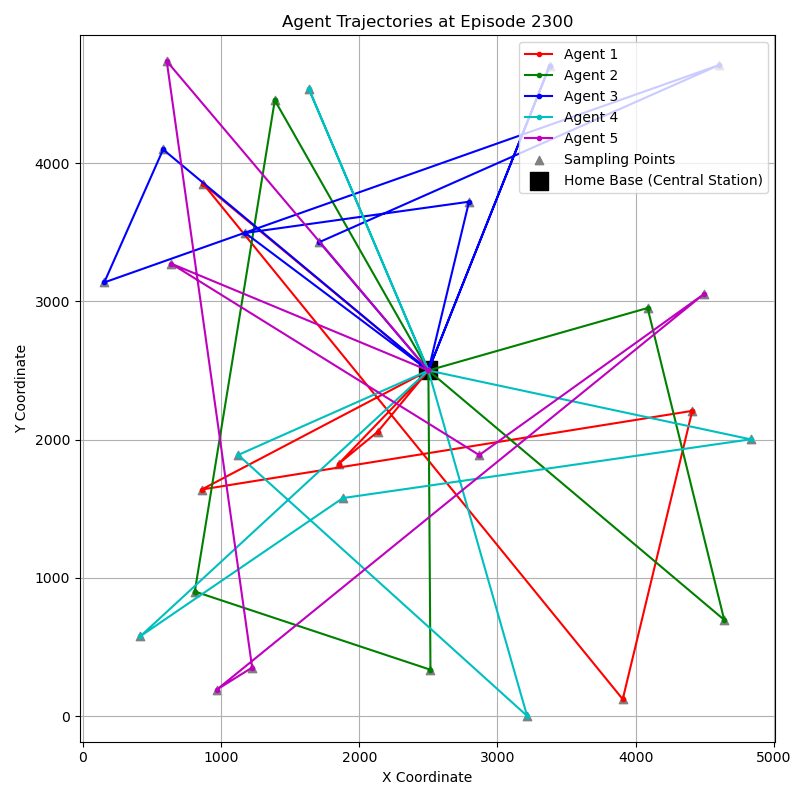 Agent Trajectories at Episode 2300
Agent 1
Agent 2
Agent 3
Agent 4
Agent 5
Sampling Points
Home Base (Central Station)
Y Coordinate
4000
3000
2000
1000
0
0 1000 2000 3000 4000 5000
X Coordinate